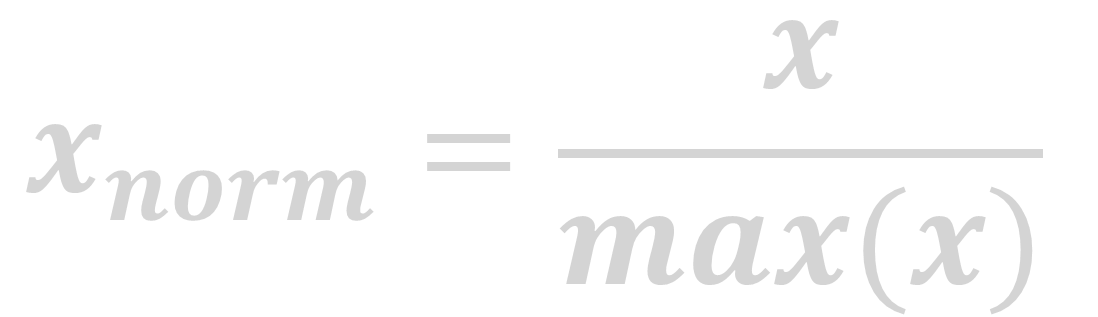 x_norm = x / max(x)